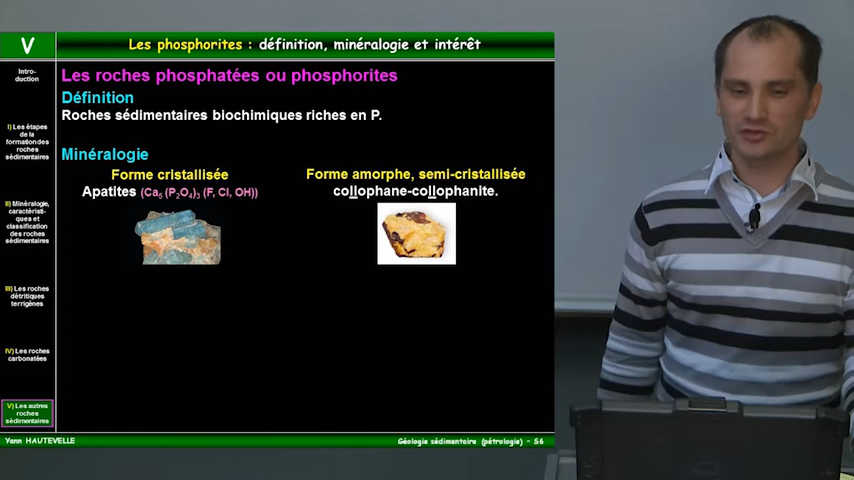 V
Les phosphorites : définition, minéralogie et intérêt
Intro-
duction
I) Les étapes
de la
formation des
roches
sédimentaires
II) Minéralogie,
caractérist-
iques et
classification
des roches
sédimentaires
III) Les roches
détritiques
terrigènes
IV) Les roches
carbonatées
V) Les autres
roches
sédimentaires
Les roches phosphatées ou phosphorites
Définition
Roches sédimentaires biochimiques riches en P.
Minéralogie
Forme cristallisée
Apatites (Ca5 (P2O4)3 (F, Cl, OH))
Forme amorphe, semi-cristallisée
collophane-collophanite.
Yann HAUTEVELLE
Géologie sédimentaire (pétrologie) - 56